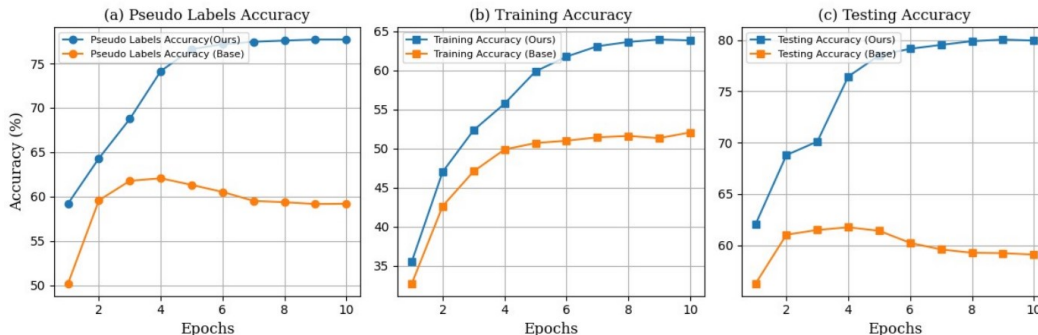 (a) Pseudo Labels Accuracy
Pseudo Labels Accuracy(Ours)
Pseudo Labels Accuracy (Base)
Accuracy (%)
75
70
65
60
55
50
2 4 6 8 10
Epochs
(b) Training Accuracy
Training Accuracy (Ours)
Training Accuracy (Base)
65
60
55
50
45
40
35
2 4 6 8 10
Epochs
(c) Testing Accuracy
Testing Accuracy (Ours)
Testing Accuracy (Base)
80
75
70
65
60
2 4 6 8 10
Epochs